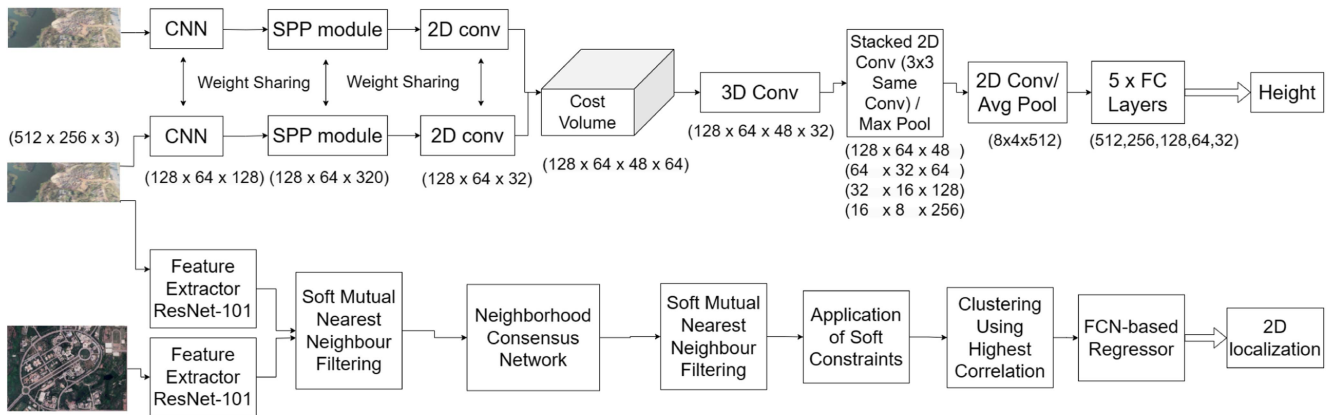 CNN
SPP module
2D conv
Weight Sharing
Weight Sharing
(512 x 256 x 3)
CNN
SPP module
2D conv
(128 x 64 x 128)
(128 x 64 x 320)
(128 x 64 x 32)
Cost
Volume
(128 x 64 x 48 x 64)
3D Conv
(128 x 64 x 48 x 32)
Stacked 2D
Conv (3x3
Same
Conv) /
Max Pool
(128 x 64 x 48 )
(64 x 32 x 64 )
(32 x 16 x 128)
(16 x 8 x 256)
2D Conv/
Avg Pool
(8x4x512)
5 x FC
Layers
(512,256,128,64,32)
Height
Feature
Extractor
ResNet-101
Feature
Extractor
ResNet-101
Soft Mutual
Nearest
Neighbour
Filtering
Neighborhood
Consensus
Network
Soft Mutual
Nearest
Neighbour
Filtering
Application
of Soft
Constraints
Clustering
Using
Highest
Correlation
FCN-based
Regressor
2D
localization